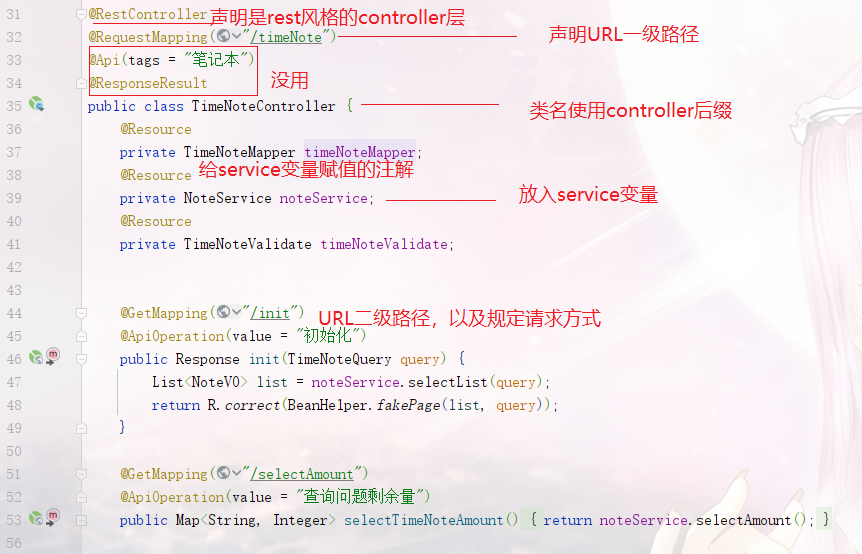 31 @RestController 声明是rest风格的controller层
32 @RequestMapping("/timeNote") 声明URL一级路径
33 @Api(tags = "笔记本")
34 @ResponseResult 没用
35 public class TimeNoteController { 类名使用controller后缀
36 @Resource
37 private TimeNoteMapper timeNoteMapper;
38 @Resource 给service变量赋值的注解
39 private NoteService noteService; 放入service变量
40 @Resource
41 private TimeNoteValidate timeNoteValidate;
42
43
44 @GetMapping("/init") URL二级路径，以及规定请求方式
45 @ApiOperation(value = "初始化")
46 public Response init(TimeNoteQuery query) {
47 List<NoteVO> list = noteService.selectList(query);
48 return R.correct(BeanHelper.fakePage(list, query));
49 }
50
51 @GetMapping("/selectAmount")
52 @ApiOperation(value = "查询问题剩余量")
53 public Map<String, Integer> selectTimeNoteAmount() { return noteService.selectAmount(); }
56